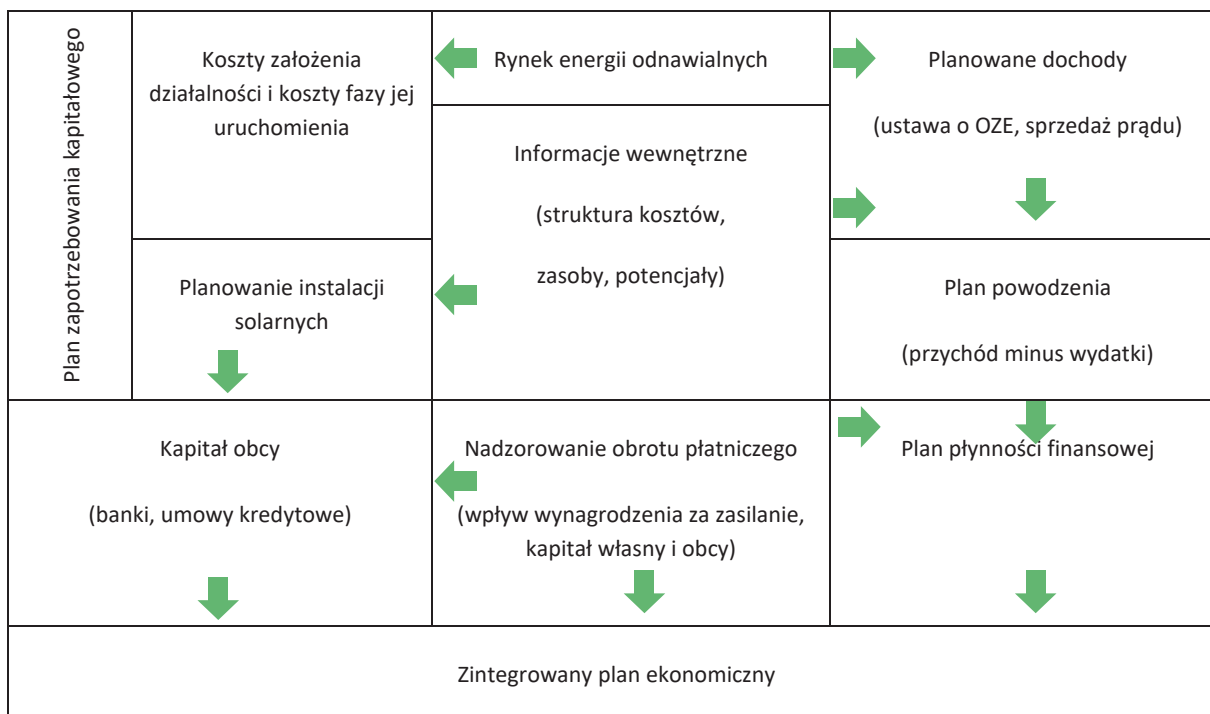 Plan zapotrzebowania kapitałowego
Koszty założenia
działalności i koszty fazy jej
uruchomienia
Rynek energii odnawialnych
Planowane dochody
(ustawa o OZE, sprzedaż prądu)
Informacje wewnętrzne
(struktura kosztów,
zasoby, potencjały)
Planowanie instalacji
solarnych
Plan powodzenia
(przychód minus wydatki)
Kapitał obcy
(banki, umowy kredytowe)
Nadzorowanie obrotu płatniczego
(wpływ wynagrodzenia za zasilanie,
kapitał własny i obcy)
Plan płynności finansowej
Zintegrowany plan ekonomiczny